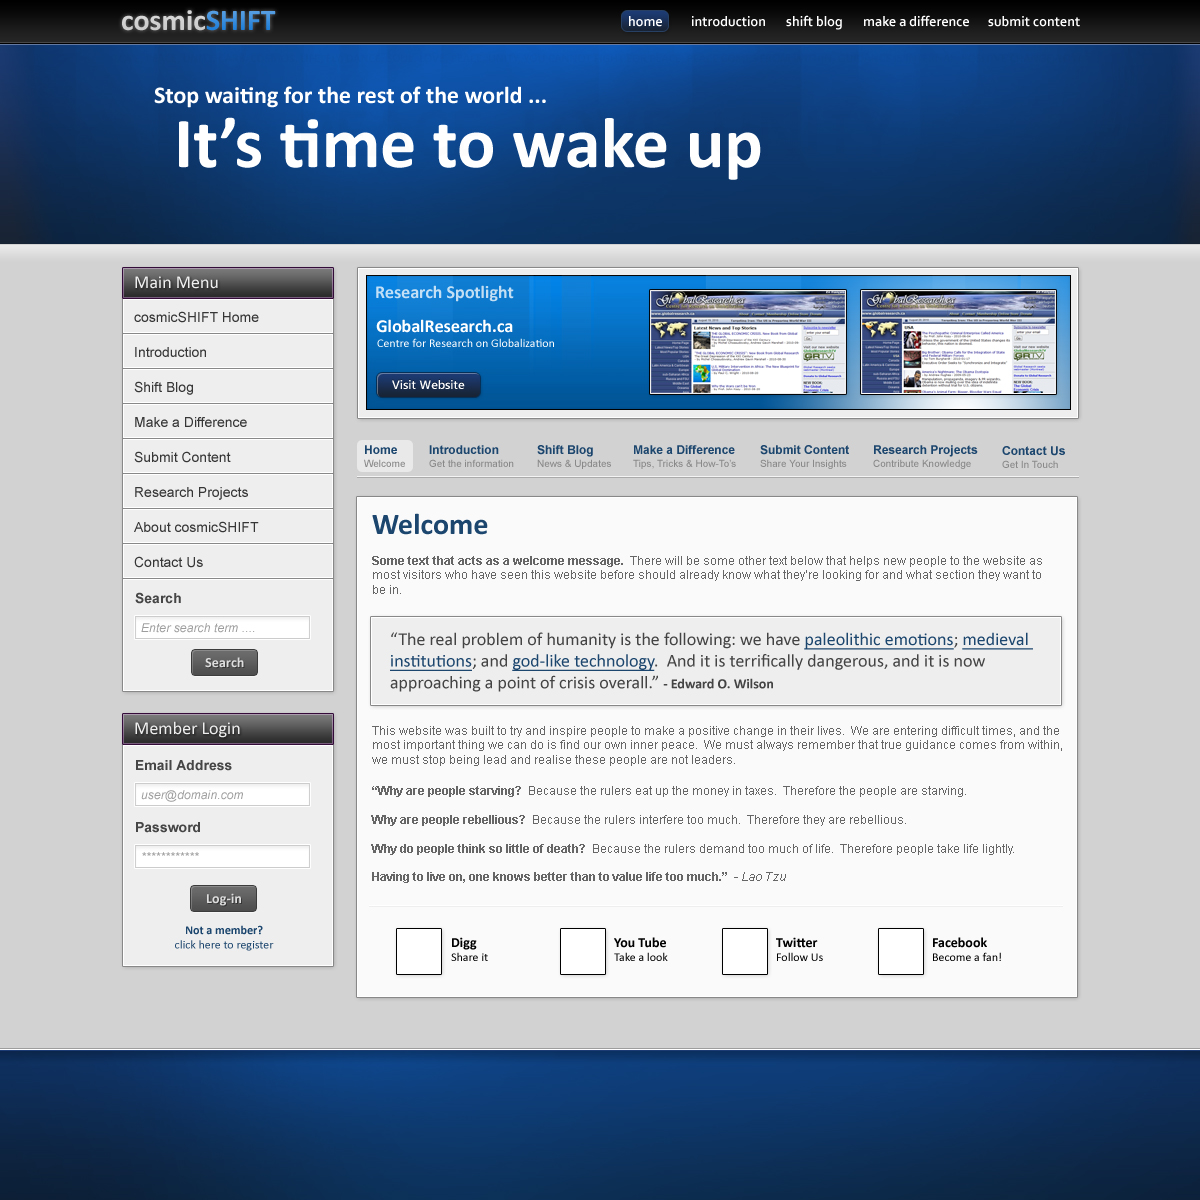 cosmicSHIFT
home introduction shift blog make a difference submit content
Stop waiting for the rest of the world ...
It's time to wake up
Main Menu
cosmicSHIFT Home
Introduction
Shift Blog
Make a Difference
Submit Content
Research Projects
About cosmicSHIFT
Contact Us
Search
Enter search term ....
Search
Member Login
Email Address
user@domain.com
Password
************
Log-in
Not a member?
click here to register
Research Spotlight
GlobalResearch.ca
Centre for Research on Globalization
Visit Website
GlobalResearch.ca
Latest News and Top Stories
GlobalResearch.ca
USA
Home Introduction Shift Blog Make a Difference Submit Content Research Projects Contact Us
Welcome Get the information News & Updates Tips, Tricks & How-To's Share Your Insights Contribute Knowledge Get In Touch
Welcome
Some text that acts as a welcome message. There will be some other text below that helps new people to the website as
most visitors who have seen this website before should already know what they're looking for and what section they want to
be in.
“The real problem of humanity is the following: we have paleolithic emotions; medieval
institutions; and god-like technology. And it is terrifically dangerous, and it is now
approaching a point of crisis overall.” - Edward O. Wilson
This website was built to try and inspire people to make a positive change in their lives. We are entering difficult times, and the
most important thing we can do is find our own inner peace. We must always remember that true guidance comes from within,
we must stop being lead and realise these people are not leaders.
“Why are people starving? Because the rulers eat up the money in taxes. Therefore the people are starving.
Why are people rebellious? Because the rulers interfere too much. Therefore they are rebellious.
Why do people think so little of death? Because the rulers demand too much of life. Therefore people take life lightly.
Having to live on, one knows better than to value life too much.” - Lao Tzu
Digg
Share it
You Tube
Take a look
Twitter
Follow Us
Facebook
Become a fan!